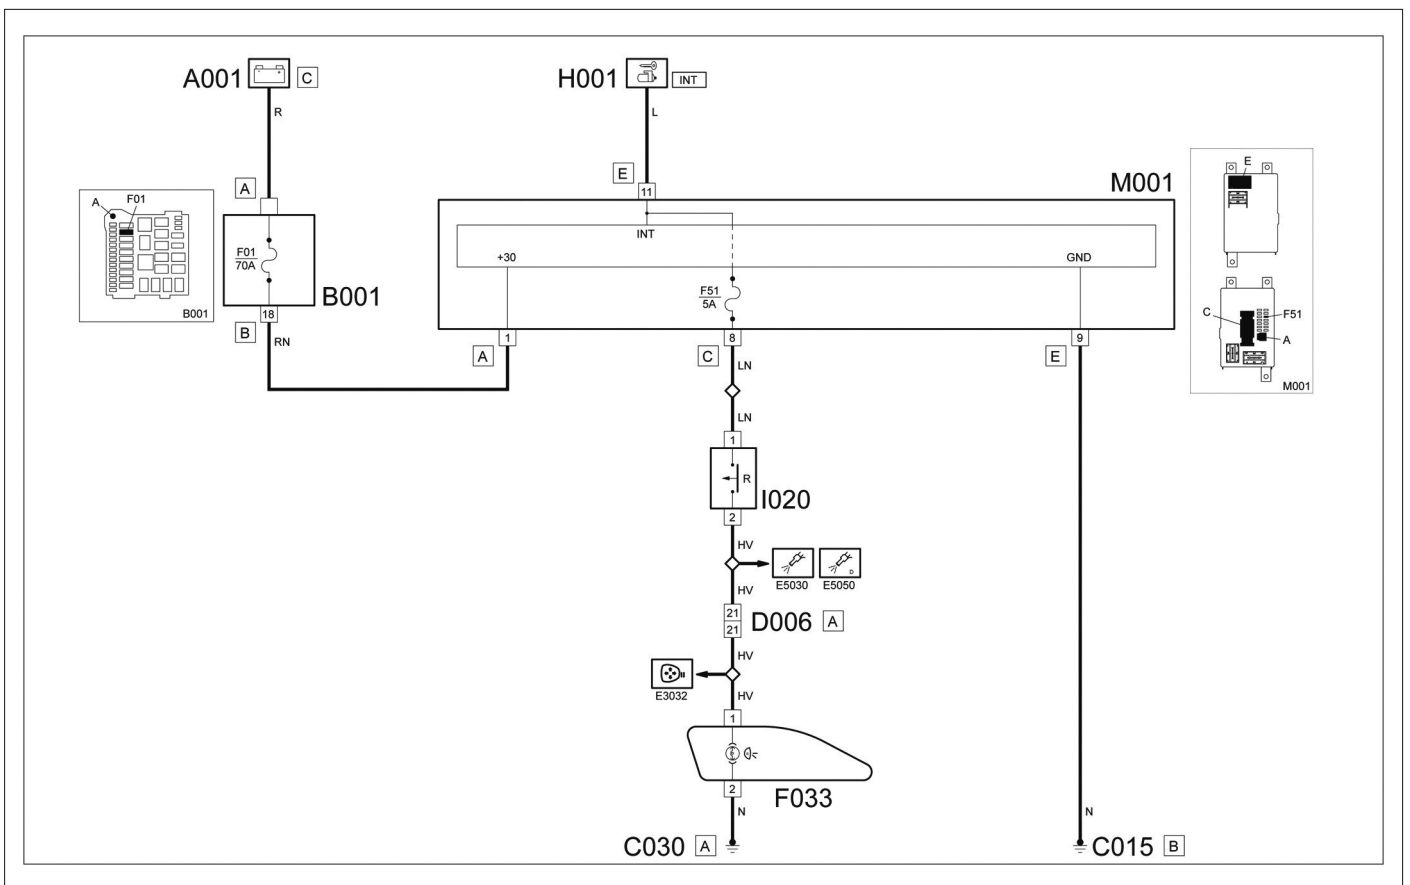 A001 C H001 INT
R L
A E 11 M001
A F01
F01
70A
B001
B001
18
B
RN
INT
+30 GND
F51
5A
1 8 9
A C E
E
C F51
A
M001
LN
LN
1
R
I020
2
HV
E5030 E5050
HV
21
21
D006 A
HV
E3032
HV
1
2
F033
N N
C030 A C015 B